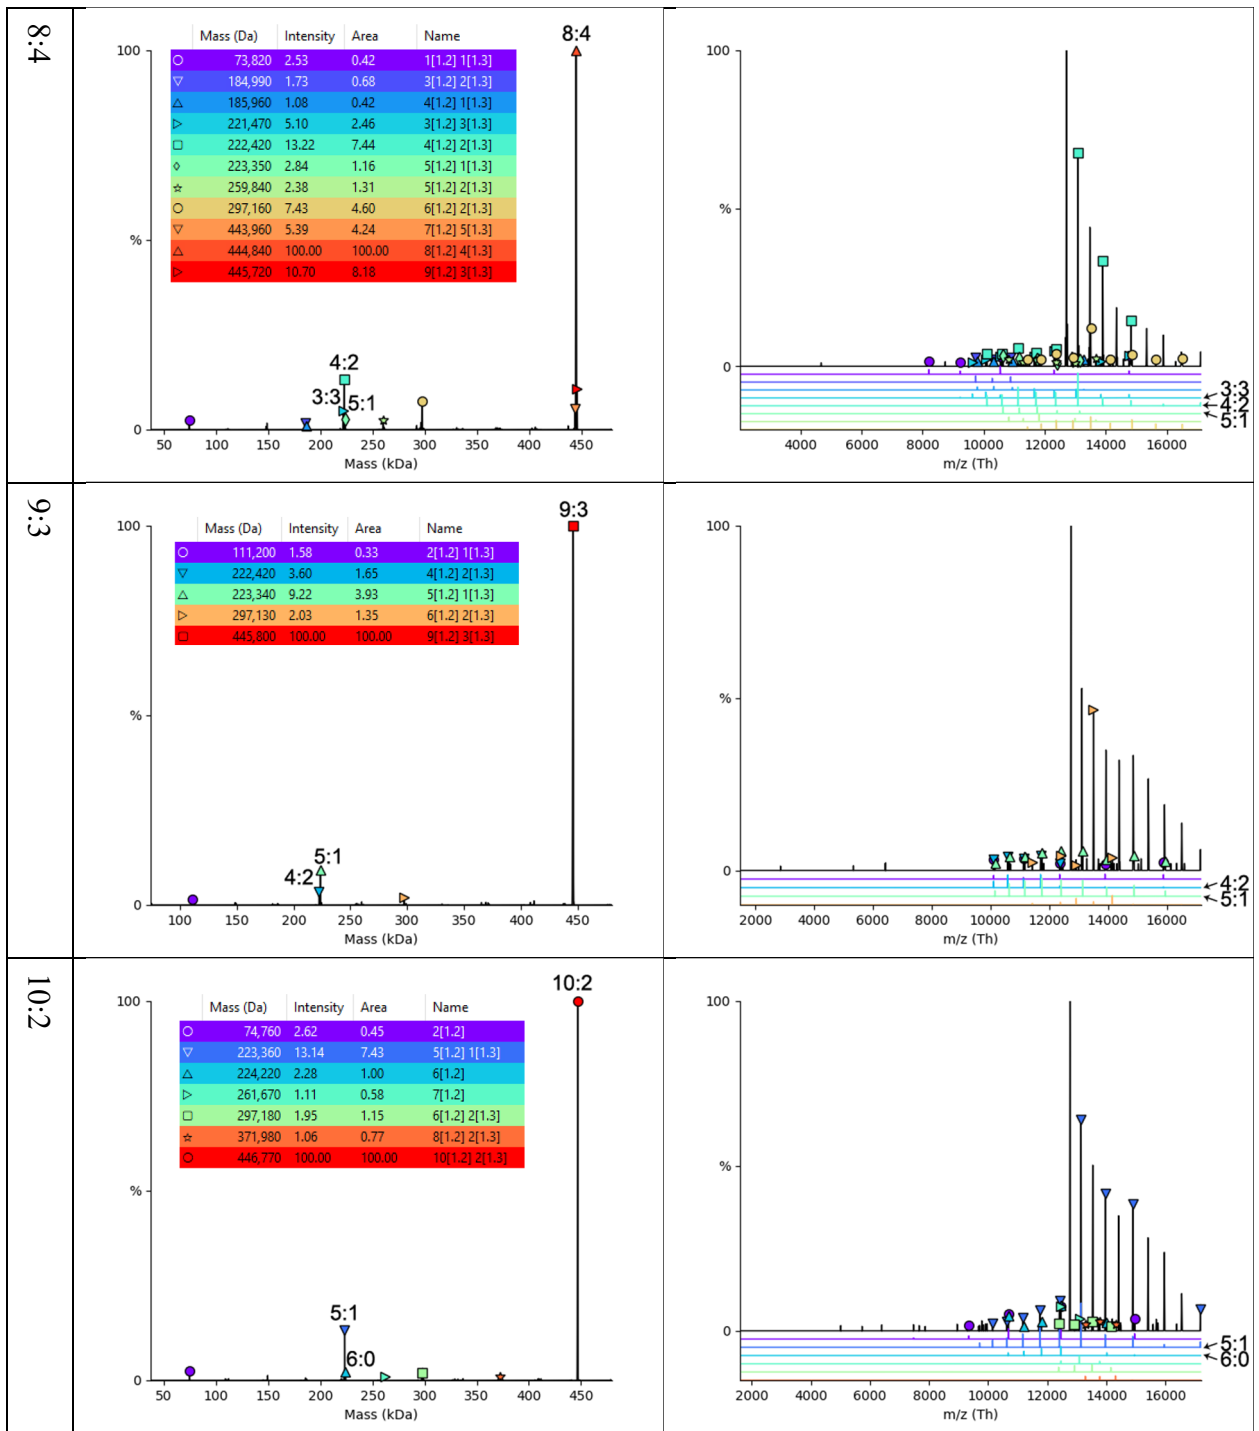 8:4
Mass (Da) Intensity Area Name
73,820 2.53 0.42 1[1.2] 1[1.3]
184,990 1.73 0.68 3[1.2] 2[1.3]
185,960 1.08 0.42 4[1.2] 1[1.3]
221,470 5.10 2.46 3[1.2] 3[1.3]
222,420 13.22 7.44 4[1.2] 2[1.3]
223,350 2.84 1.16 5[1.2] 1[1.3]
259,840 2.38 1.31 5[1.2] 2[1.3]
297,160 7.43 4.60 6[1.2] 2[1.3]
443,960 5.39 4.24 7[1.2] 5[1.3]
444,840 100.00 100.00 8[1.2] 4[1.3]
445,720 10.70 8.18 9[1.2] 3[1.3]
8:4
100
%
0
4:2
3:3
5:1
50 100 150 200 250 300 350 400 450
Mass (kDa)
100
%
0
3:3
4:2
5:1
4000 6000 8000 10000 12000 14000 16000
m/z (Th)
9:3
Mass (Da) Intensity Area Name
111,200 1.58 0.33 2[1.2] 1[1.3]
222,420 3.60 1.65 4[1.2] 2[1.3]
223,340 9.22 3.93 5[1.2] 1[1.3]
297,130 2.03 1.35 6[1.2] 2[1.3]
445,800 100.00 100.00 9[1.2] 3[1.3]
9:3
100
%
0
5:1
4:2
100 150 200 250 300 350 400 450
Mass (kDa)
100
%
0
4:2
5:1
2000 4000 6000 8000 10000 12000 14000 16000
m/z (Th)
10:2
Mass (Da) Intensity Area Name
74,760 2.62 0.45 2[1.2]
223,360 13.14 7.43 5[1.2] 1[1.3]
224,220 2.28 1.00 6[1.2]
261,670 1.11 0.58 7[1.2]
297,180 1.95 1.15 6[1.2] 2[1.3]
371,980 1.06 0.77 8[1.2] 2[1.3]
446,770 100.00 100.00 10[1.2] 2[1.3]
10:2
100
%
0
5:1
6:0
50 100 150 200 250 300 350 400 450
Mass (kDa)
100
%
0
5:1
6:0
2000 4000 6000 8000 10000 12000 14000 16000
m/z (Th)